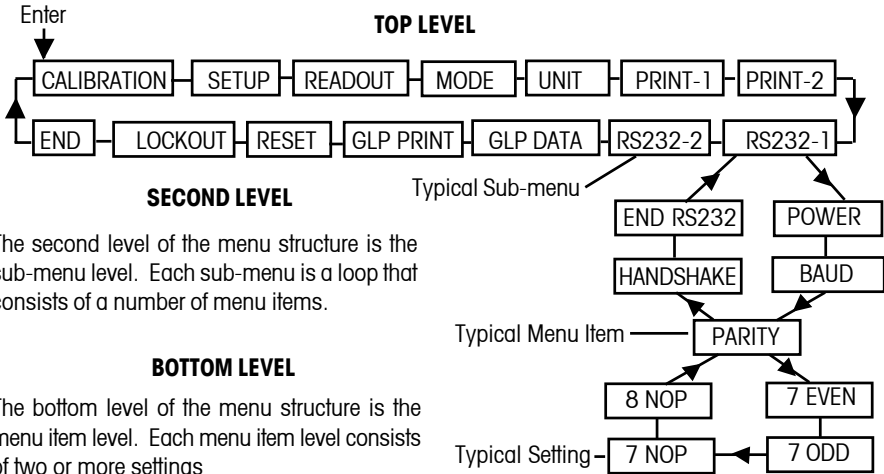 Enter
TOP LEVEL
CALIBRATION SETUP READOUT MODE UNIT PRINT-1 PRINT-2
END LOCKOUT RESET GLP PRINT GLP DATA RS232-2 RS232-1
Typical Sub-menu
SECOND LEVEL
The second level of the menu structure is the
sub-menu level. Each sub-menu is a loop that
consists of a number of menu items.
END RS232 POWER
HANDSHAKE BAUD
Typical Menu Item PARITY
BOTTOM LEVEL
The bottom level of the menu structure is the
menu item level. Each menu item level consists
of two or more settings
8 NOP 7 EVEN
Typical Setting 7 NOP 7 ODD